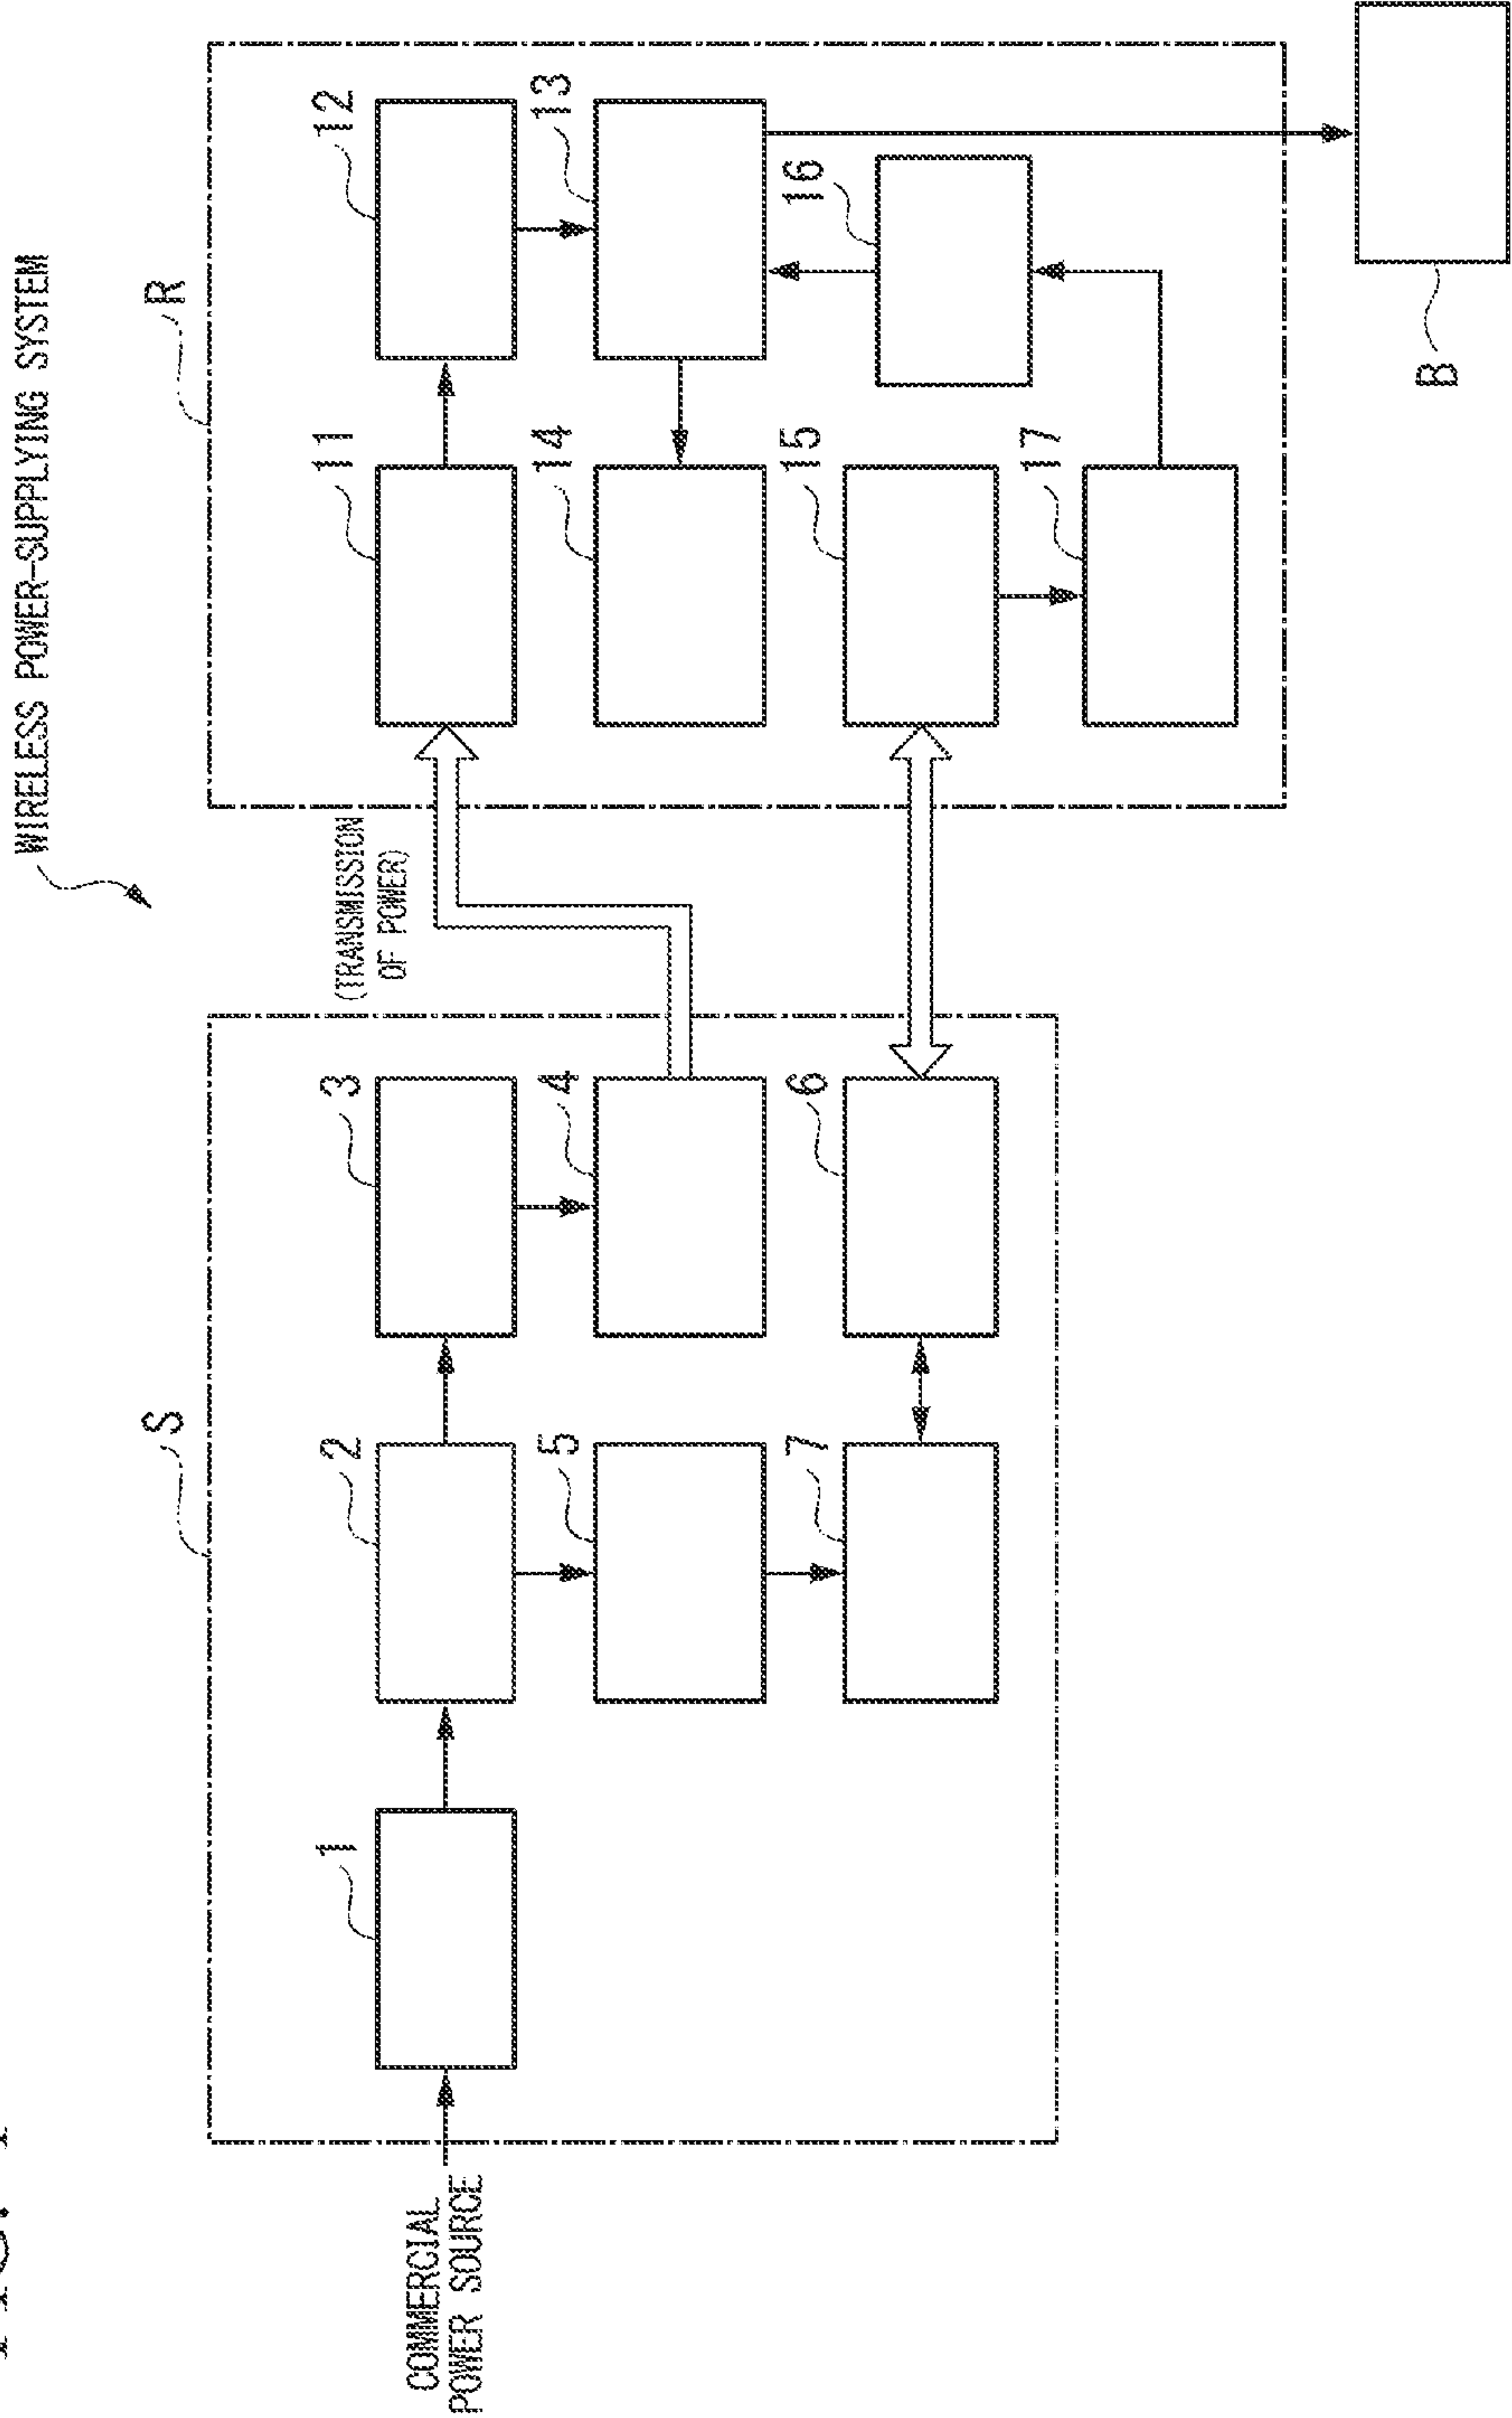 WIRELESS POWER-SUPPLYING SYSTEM
S
R
COMMERCIAL
POWER SOURCE
1
2
3
(TRANSMISSION
OF POWER)
11
12
5
4
14
13
7
6
15
16
17
B